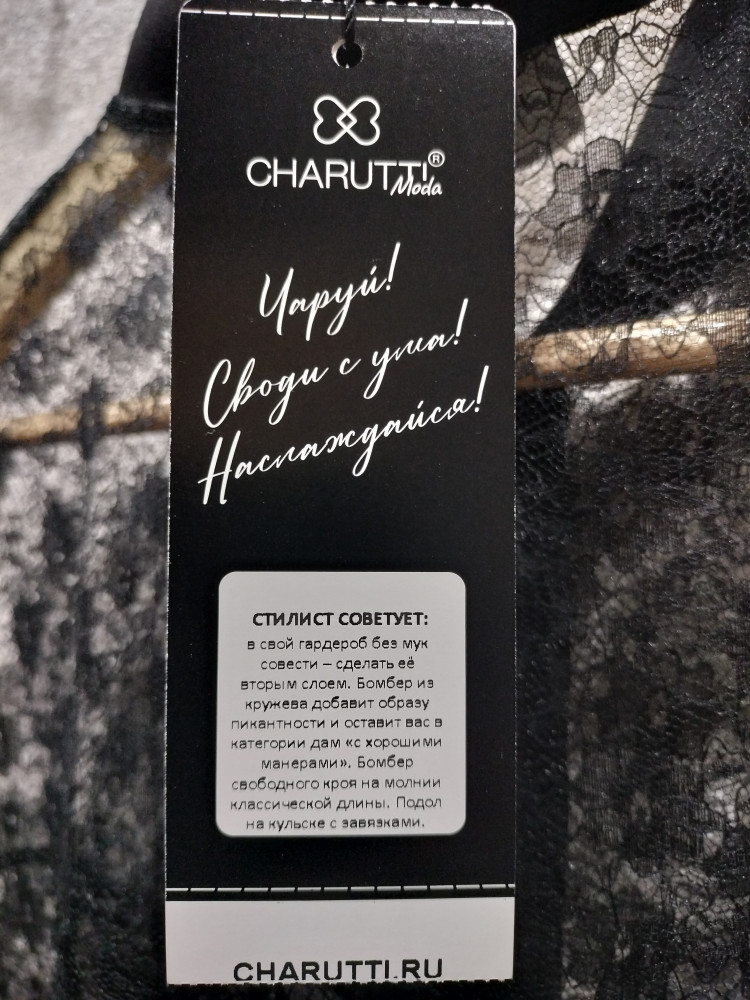 CHARUTTI®
Moda
Чаруй!
Своди с ума!
Наслаждайся!
СТИЛИСТ СОВЕТУЕТ:
в свой гардероб без мук
совести – сделать её
вторым слоем. Бомбер из
кружева добавит образу
пикантности и оставит вас в
категории дам «с хорошими
манерами». Бомбер
свободного кроя на молнии
классической длины. Подол
на кульске с завязками.
CHARUTTI.RU